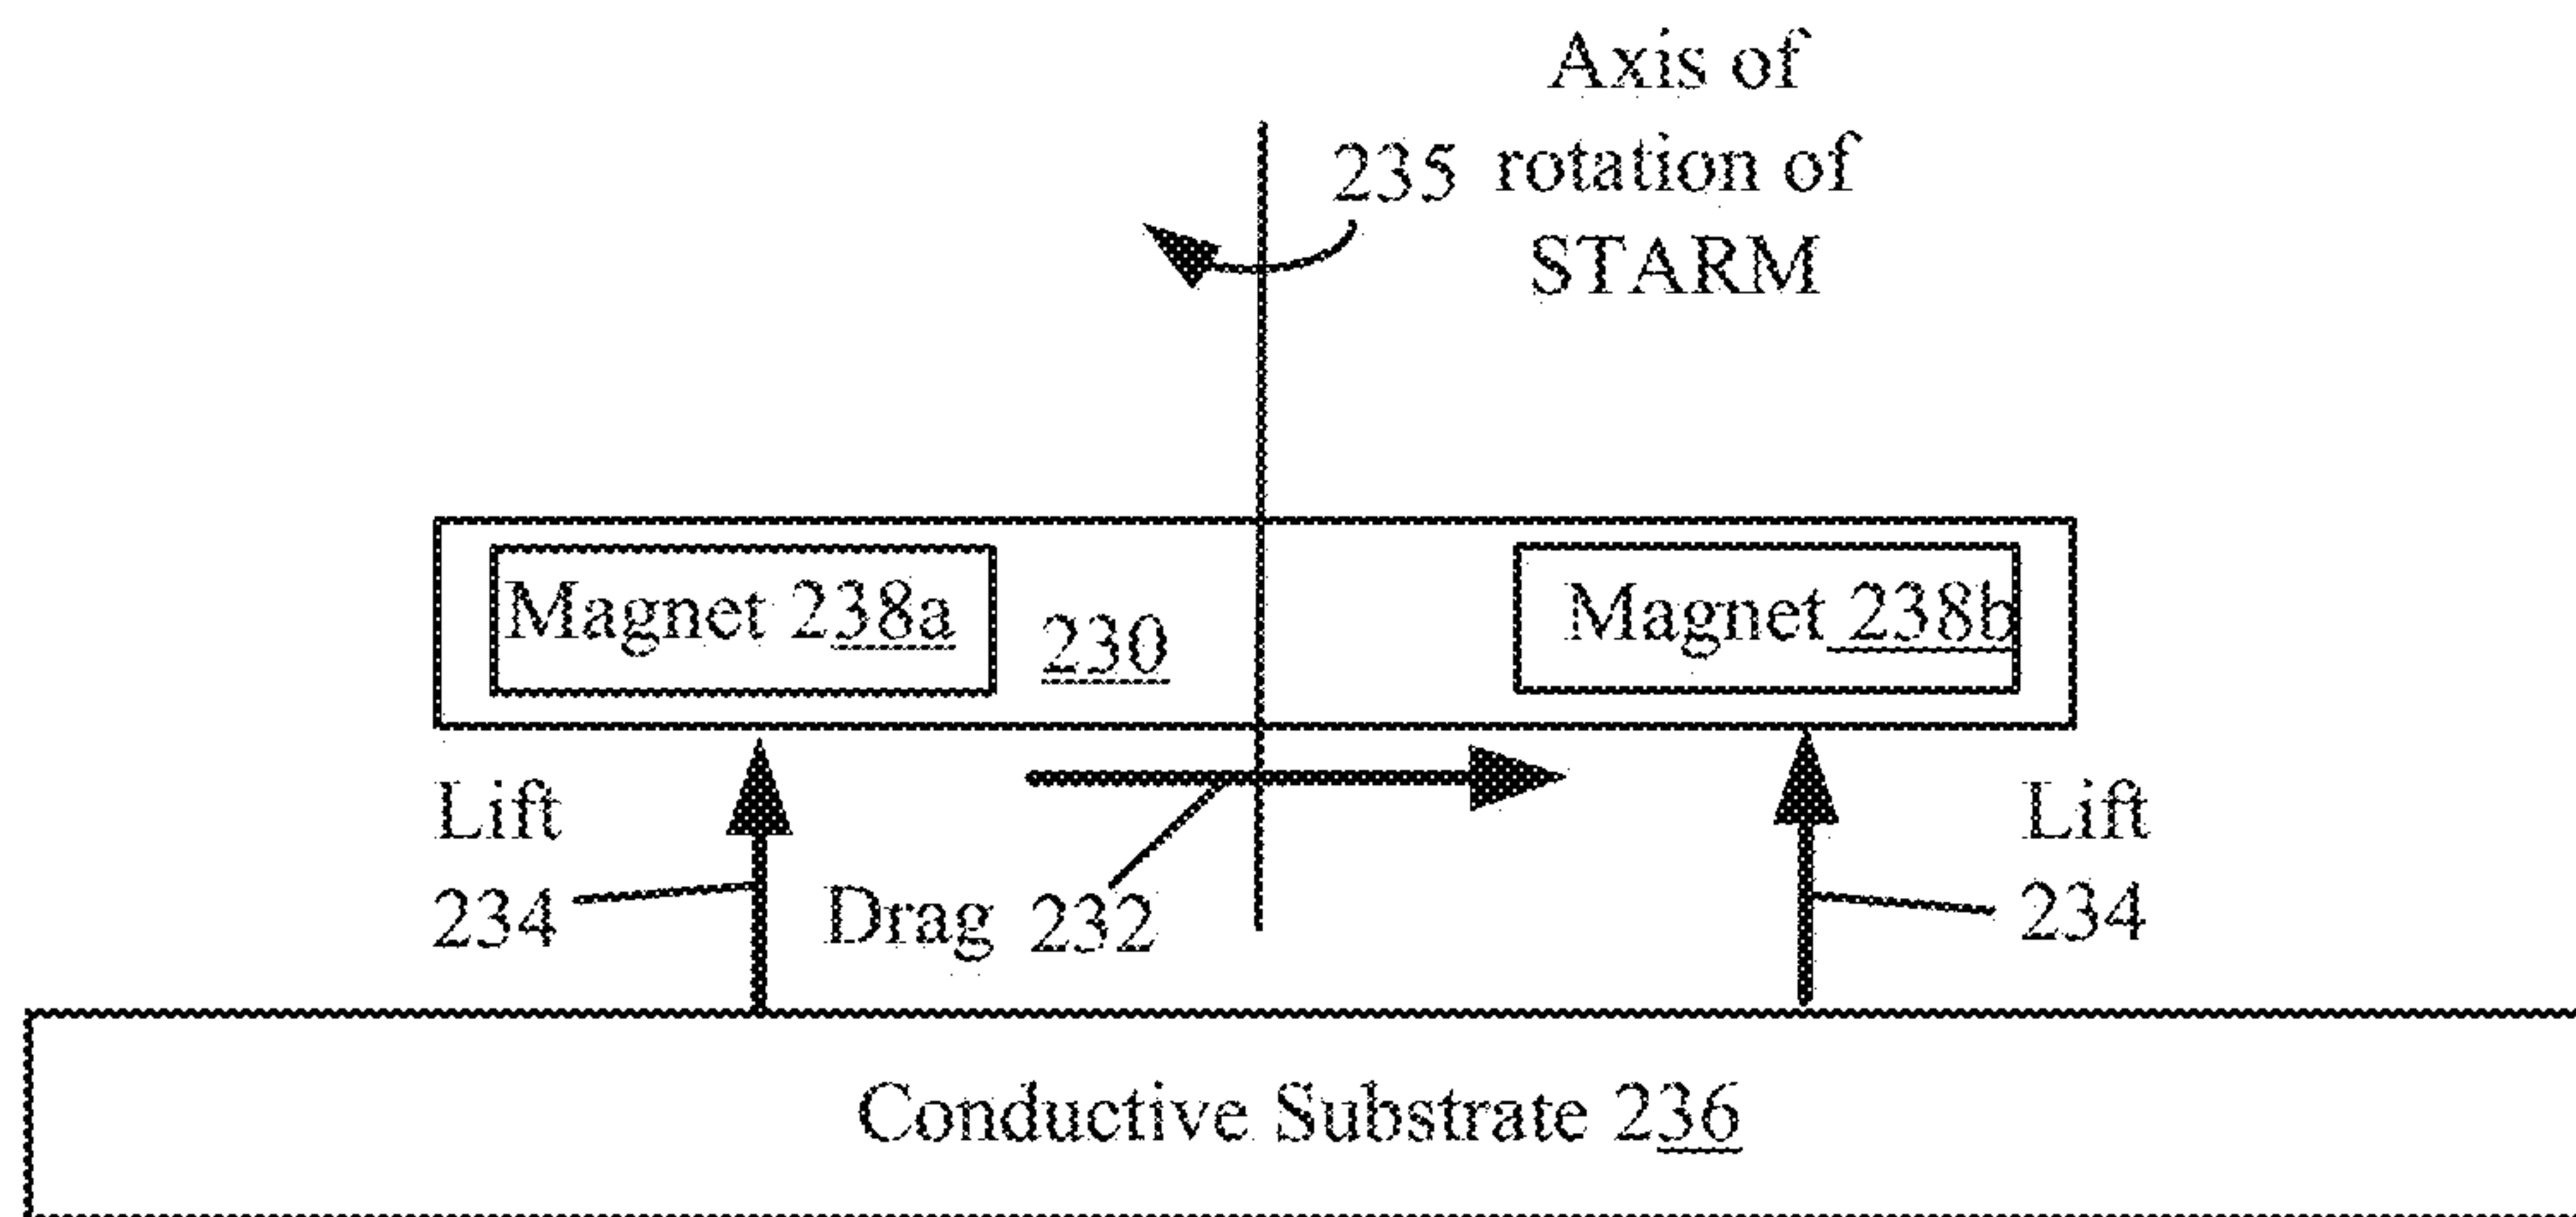 Axis of
235 rotation of
STARM
Magnet 238a
230
Magnet 238b
Lift
234
Drag 232
Lift
234
Conductive Substrate 236